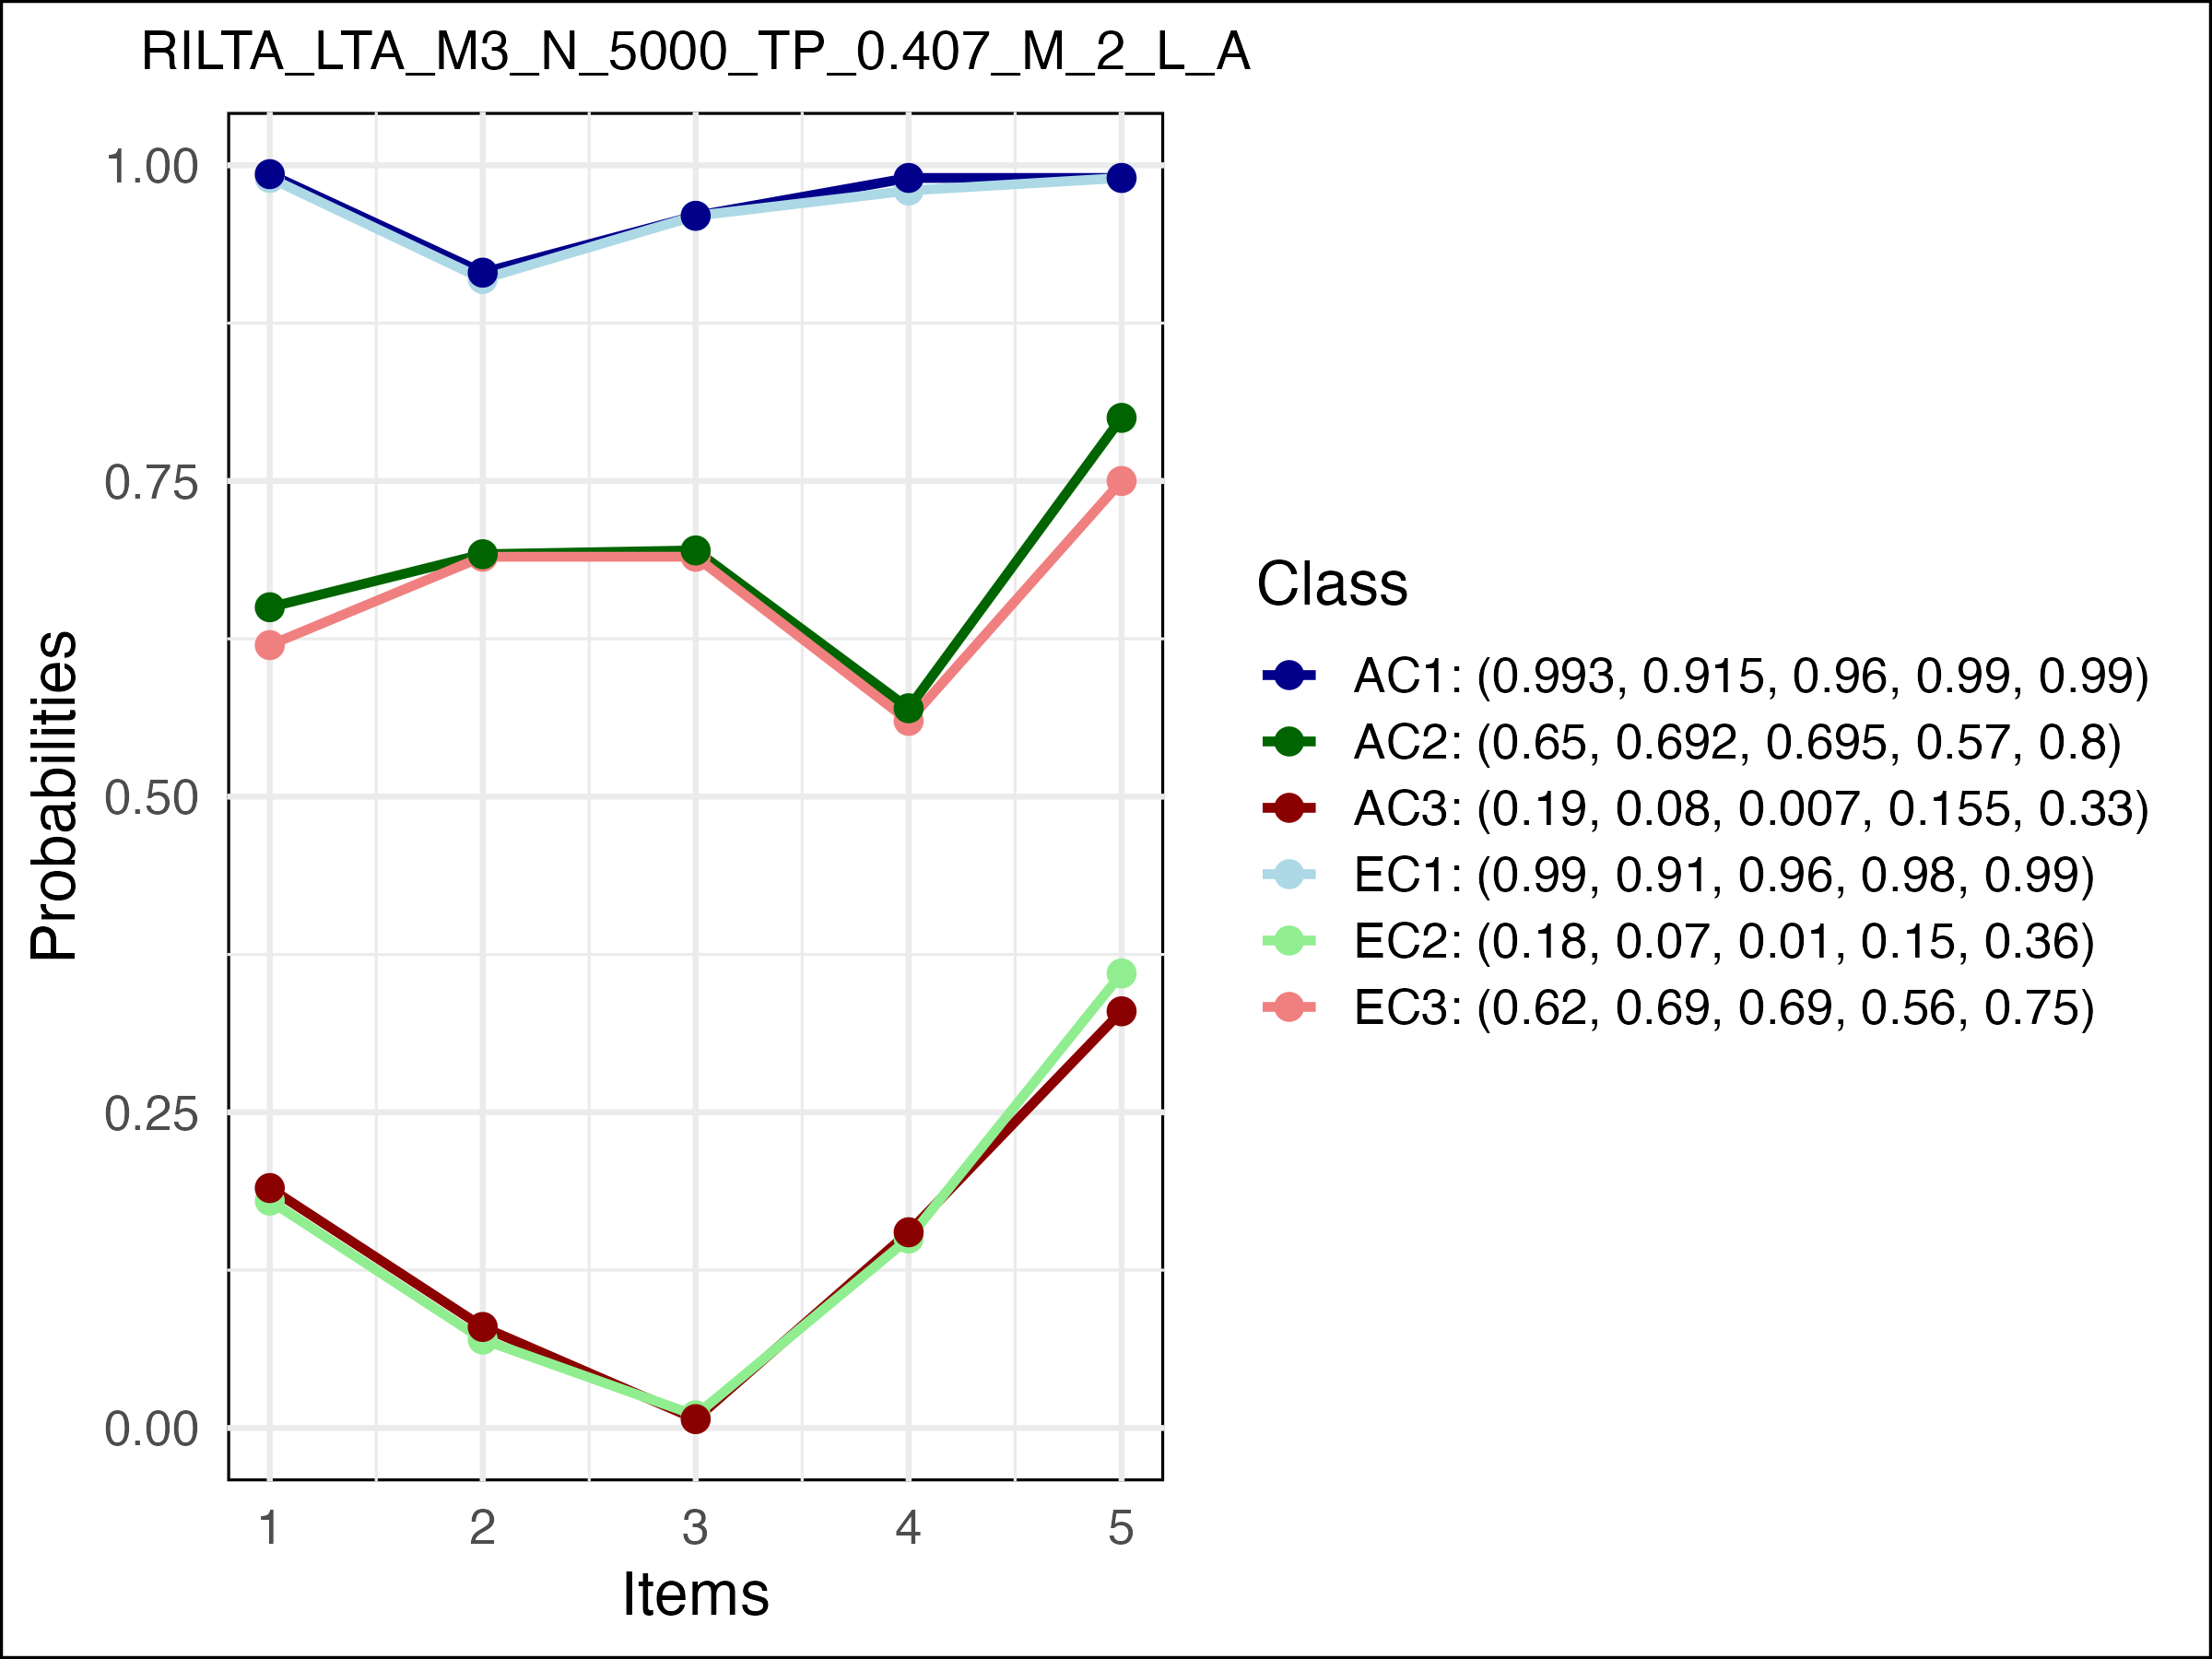 RILTA_LTA_M3_N_5000_TP_0.407_M_2_L_A
Probabilities
1.00
0.75
0.50
0.25
0.00
1 2 3 4 5
Items
Class
AC1: (0.993, 0.915, 0.96, 0.99, 0.99)
AC2: (0.65, 0.692, 0.695, 0.57, 0.8)
AC3: (0.19, 0.08, 0.007, 0.155, 0.33)
EC1: (0.99, 0.91, 0.96, 0.98, 0.99)
EC2: (0.18, 0.07, 0.01, 0.15, 0.36)
EC3: (0.62, 0.69, 0.69, 0.56, 0.75)